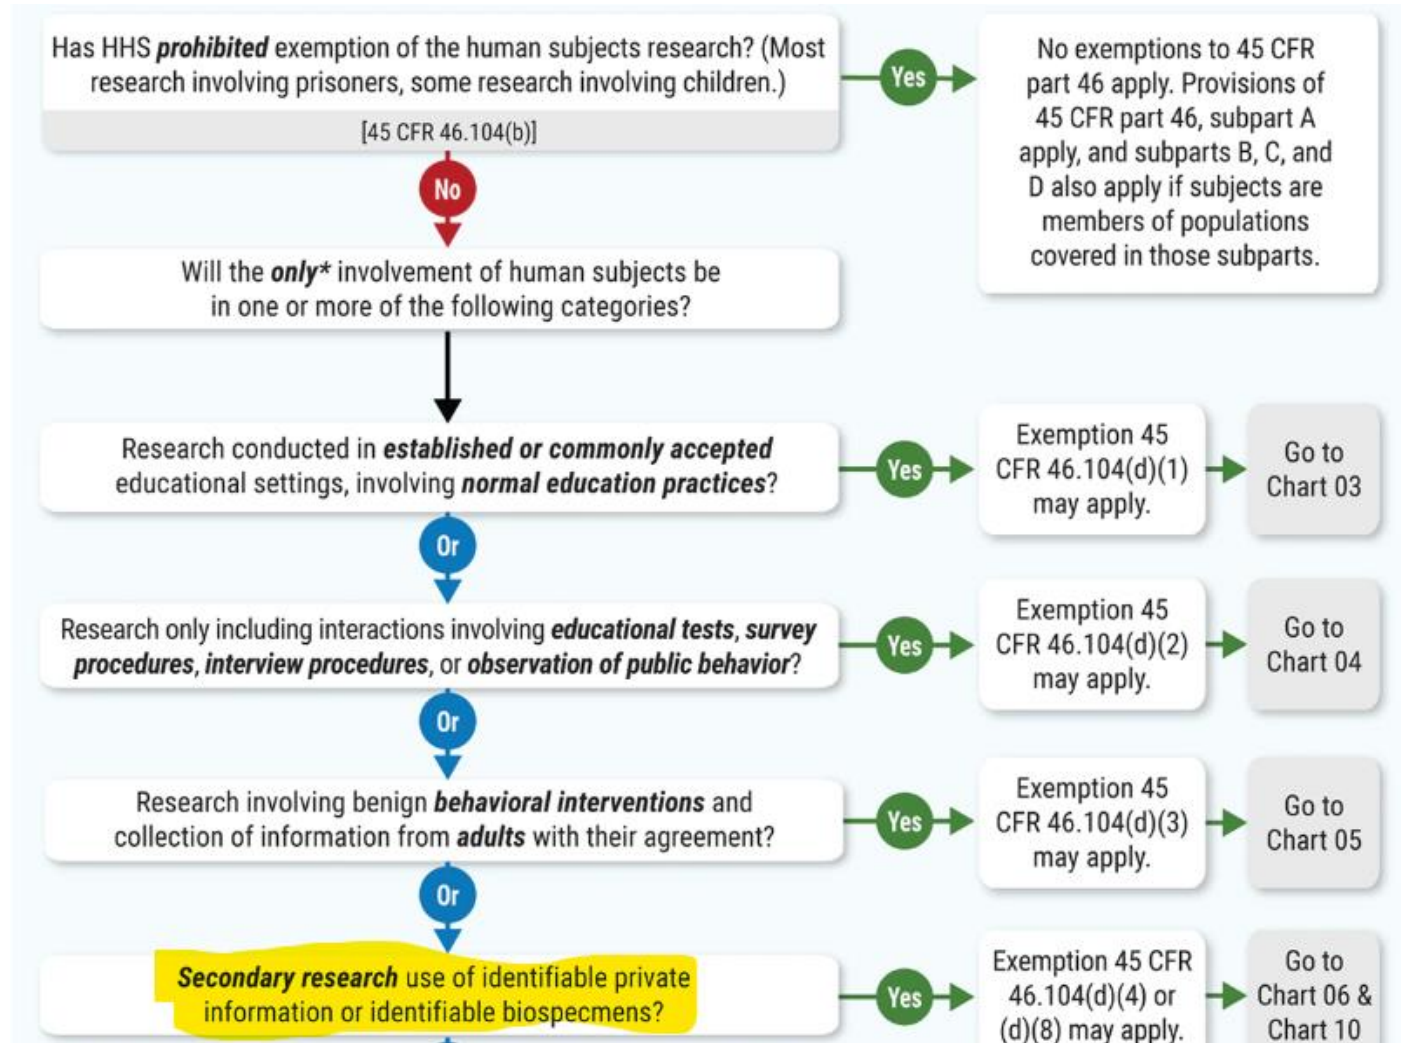 Has HHS prohibited exemption of the human subjects research? (Most
research involving prisoners, some research involving children.)
[45 CFR 46.104(b)]
Yes
No exemptions to 45 CFR
part 46 apply. Provisions of
45 CFR part 46, subpart A
apply, and subparts B, C, and
D also apply if subjects are
members of populations
covered in those subparts.
No
Will the only* involvement of human subjects be
in one or more of the following categories?
Research conducted in established or commonly accepted
educational settings, involving normal education practices?
Yes
Exemption 45
CFR 46.104(d)(1)
may apply.
Go to
Chart 03
Or
Research only including interactions involving educational tests, survey
procedures, interview procedures, or observation of public behavior?
Yes
Exemption 45
CFR 46.104(d)(2)
may apply.
Go to
Chart 04
Or
Research involving benign behavioral interventions and
collection of information from adults with their agreement?
Yes
Exemption 45
CFR 46.104(d)(3)
may apply.
Go to
Chart 05
Or
Secondary research use of identifiable private
information or identifiable biospecmens?
Yes
Exemption 45 CFR
46.104(d)(4) or
(d)(8) may apply.
Go to
Chart 06 &
Chart 10